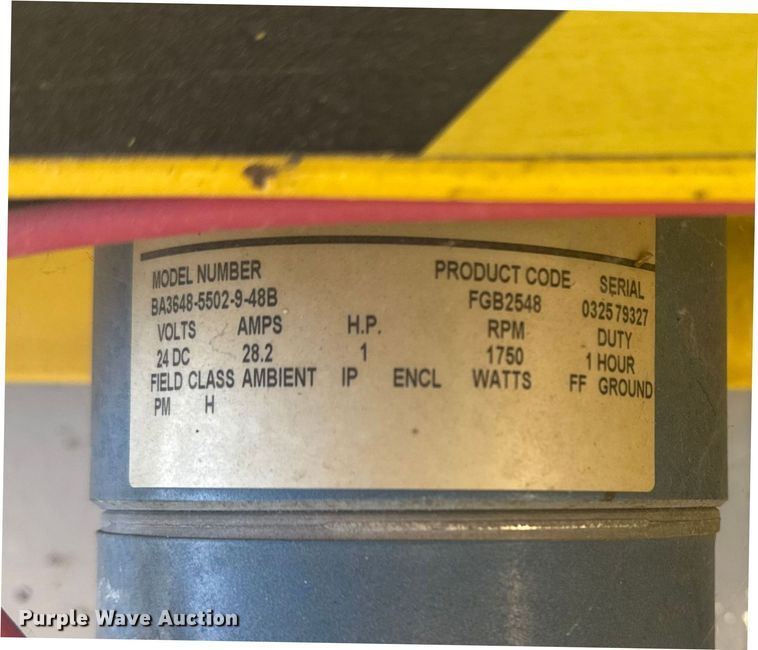 MODEL NUMBER PRODUCT CODE SERIAL
BA3648-5502-9-48B FGB2548 032579327
VOLTS AMPS H.P. RPM DUTY
24 DC 28.2 1 1750 1 HOUR
FIELD CLASS AMBIENT IP ENCL WATTS FF GROUND
PM H
Purple Wave Auction